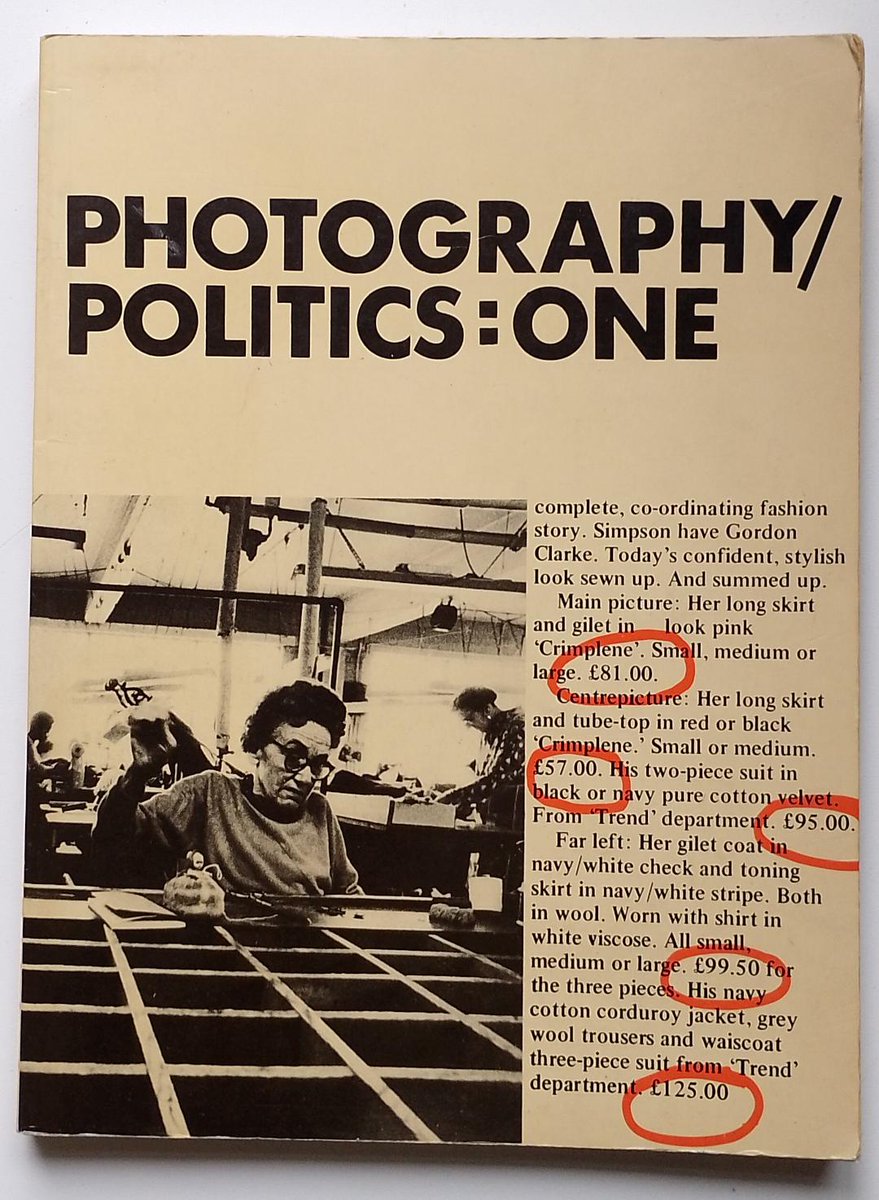 PHOTOGRAPHY/
POLITICS:ONE
complete, co-ordinating fashion
story. Simpson have Gordon
Clarke. Today's confident, stylish
look sewn up. And summed up.
Main picture: Her long skirt
and gilet in look pink
'Crimplene'. Small, medium or
large. £81.00.
Centrepicture: Her long skirt
and tube-top in red or black
'Crimplene.' Small or medium.
£57.00. His two-piece suit in
black or navy pure cotton velvet.
From 'Trend' department. £95.00.
Far left: Her gilet coat in
navy/white check and toning
skirt in navy/white stripe. Both
in wool. Worn with shirt in
white viscose. All small,
medium or large. £99.50 for
the three pieces. His navy
cotton corduroy jacket, grey
wool trousers and waiscoat
three-piece suit from 'Trend'
department. £125.00